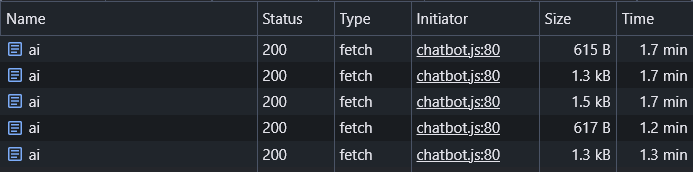 Name Status Type Initiator Size Time
ai 200 fetch chatbot.js:80 615 B 1.7 min
ai 200 fetch chatbot.js:80 1.3 kB 1.7 min
ai 200 fetch chatbot.js:80 1.5 kB 1.7 min
ai 200 fetch chatbot.js:80 617 B 1.2 min
ai 200 fetch chatbot.js:80 1.3 kB 1.3 min